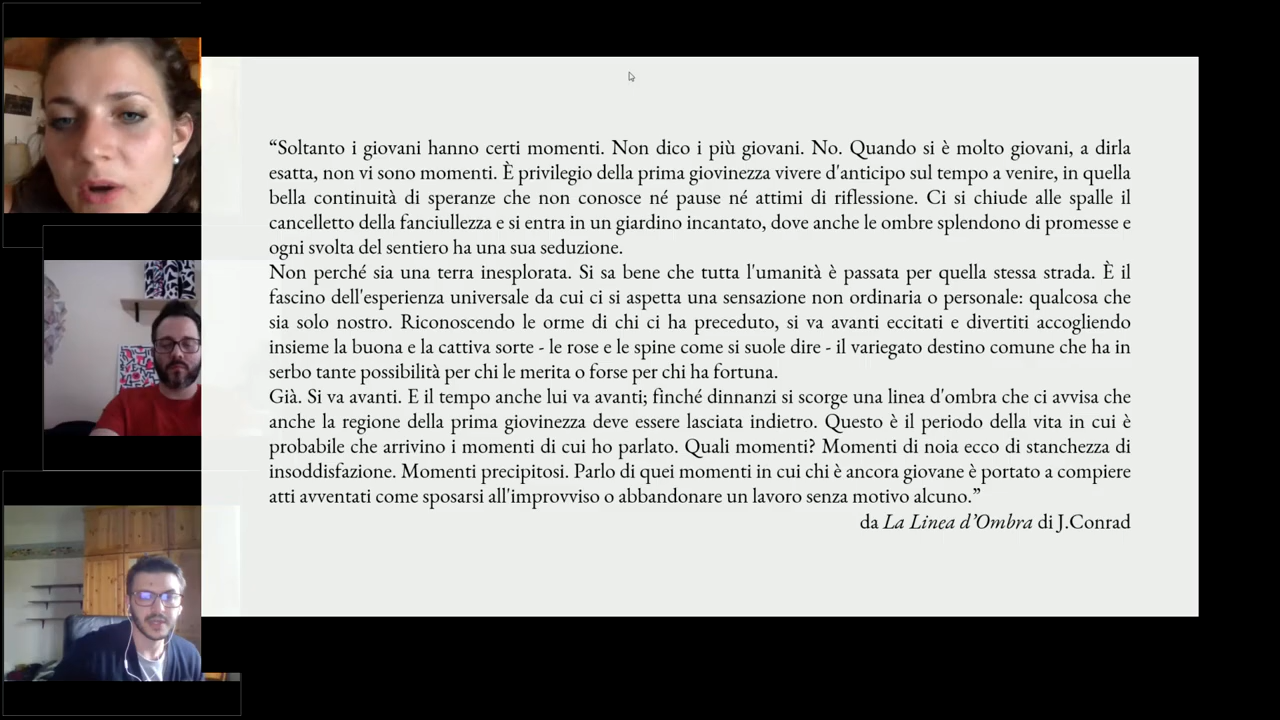 “Soltanto i giovani hanno certi momenti. Non dico i più giovani. No. Quando si è molto giovani, a dirla
esatta, non vi sono momenti. È privilegio della prima giovinezza vivere d'anticipo sul tempo a venire, in quella
bella continuità di speranze che non conosce né pause né attimi di riflessione. Ci si chiude alle spalle il
cancelletto della fanciullezza e si entra in un giardino incantato, dove anche le ombre splendono di promesse e
ogni svolta del sentiero ha una sua seduzione.
Non perché sia una terra inesplorata. Si sa bene che tutta l'umanità è passata per quella stessa strada. È il
fascino dell'esperienza universale da cui ci si aspetta una sensazione non ordinaria o personale: qualcosa che
sia solo nostro. Riconoscendo le orme di chi ci ha preceduto, si va avanti eccitati e divertiti accogliendo
insieme la buona e la cattiva sorte - le rose e le spine come si suole dire - il variegato destino comune che ha in
serbo tante possibilità per chi le merita o forse per chi ha fortuna.
Già. Si va avanti. E il tempo anche lui va avanti; finché dinnanzi si scorge una linea d'ombra che ci avvisa che
anche la regione della prima giovinezza deve essere lasciata indietro. Questo è il periodo della vita in cui è
probabile che arrivino i momenti di cui ho parlato. Quali momenti? Momenti di noia ecco di stanchezza di
insoddisfazione. Momenti precipitosi. Parlo di quei momenti in cui chi è ancora giovane è portato a compiere
atti avventati come sposarsi all'improvviso o abbandonare un lavoro senza motivo alcuno.”
da La Linea d’Ombra di J.Conrad